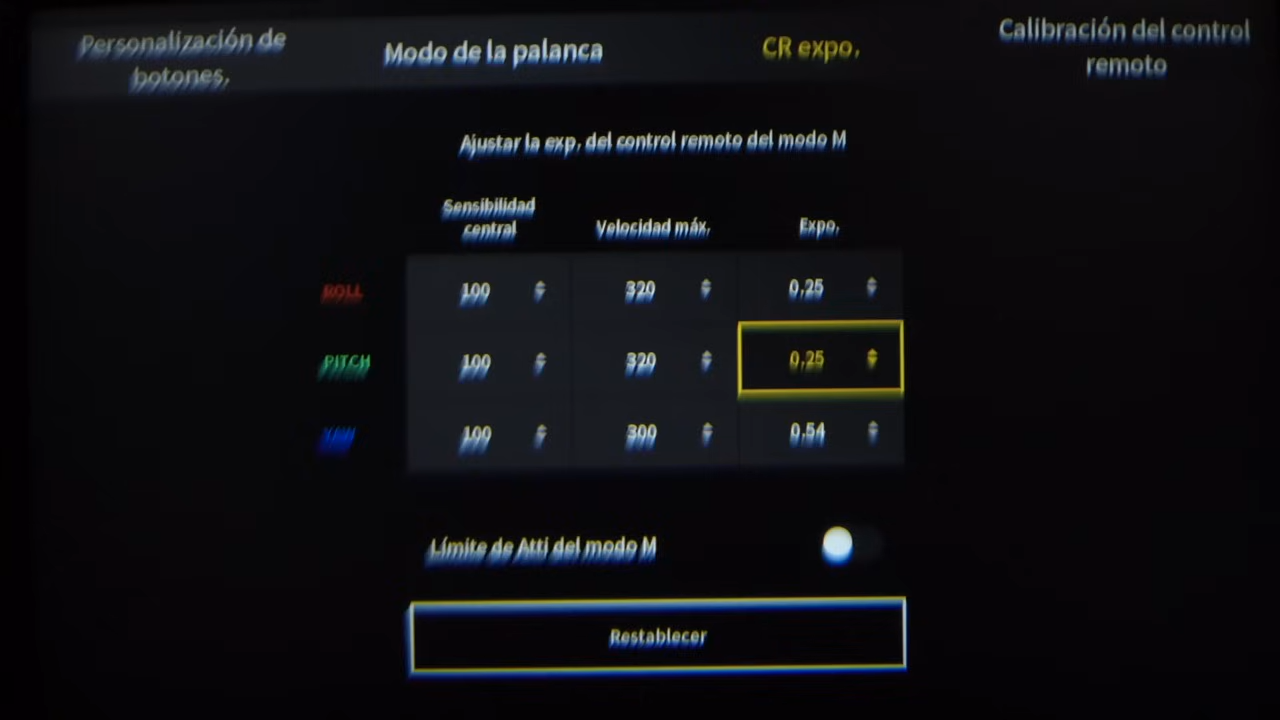 Personalización de
botones,
Modo de la palanca
CR expo,
Calibración del control
remoto
Ajustar la exp, del control remoto del modo M
Sensibilidad
central
Velocidad máx,
Expo,
ROLL 100 320 0,25
PITCH 100 320 0,25
YAW 100 300 0,54
Límite de Atti del modo M
Restablecer